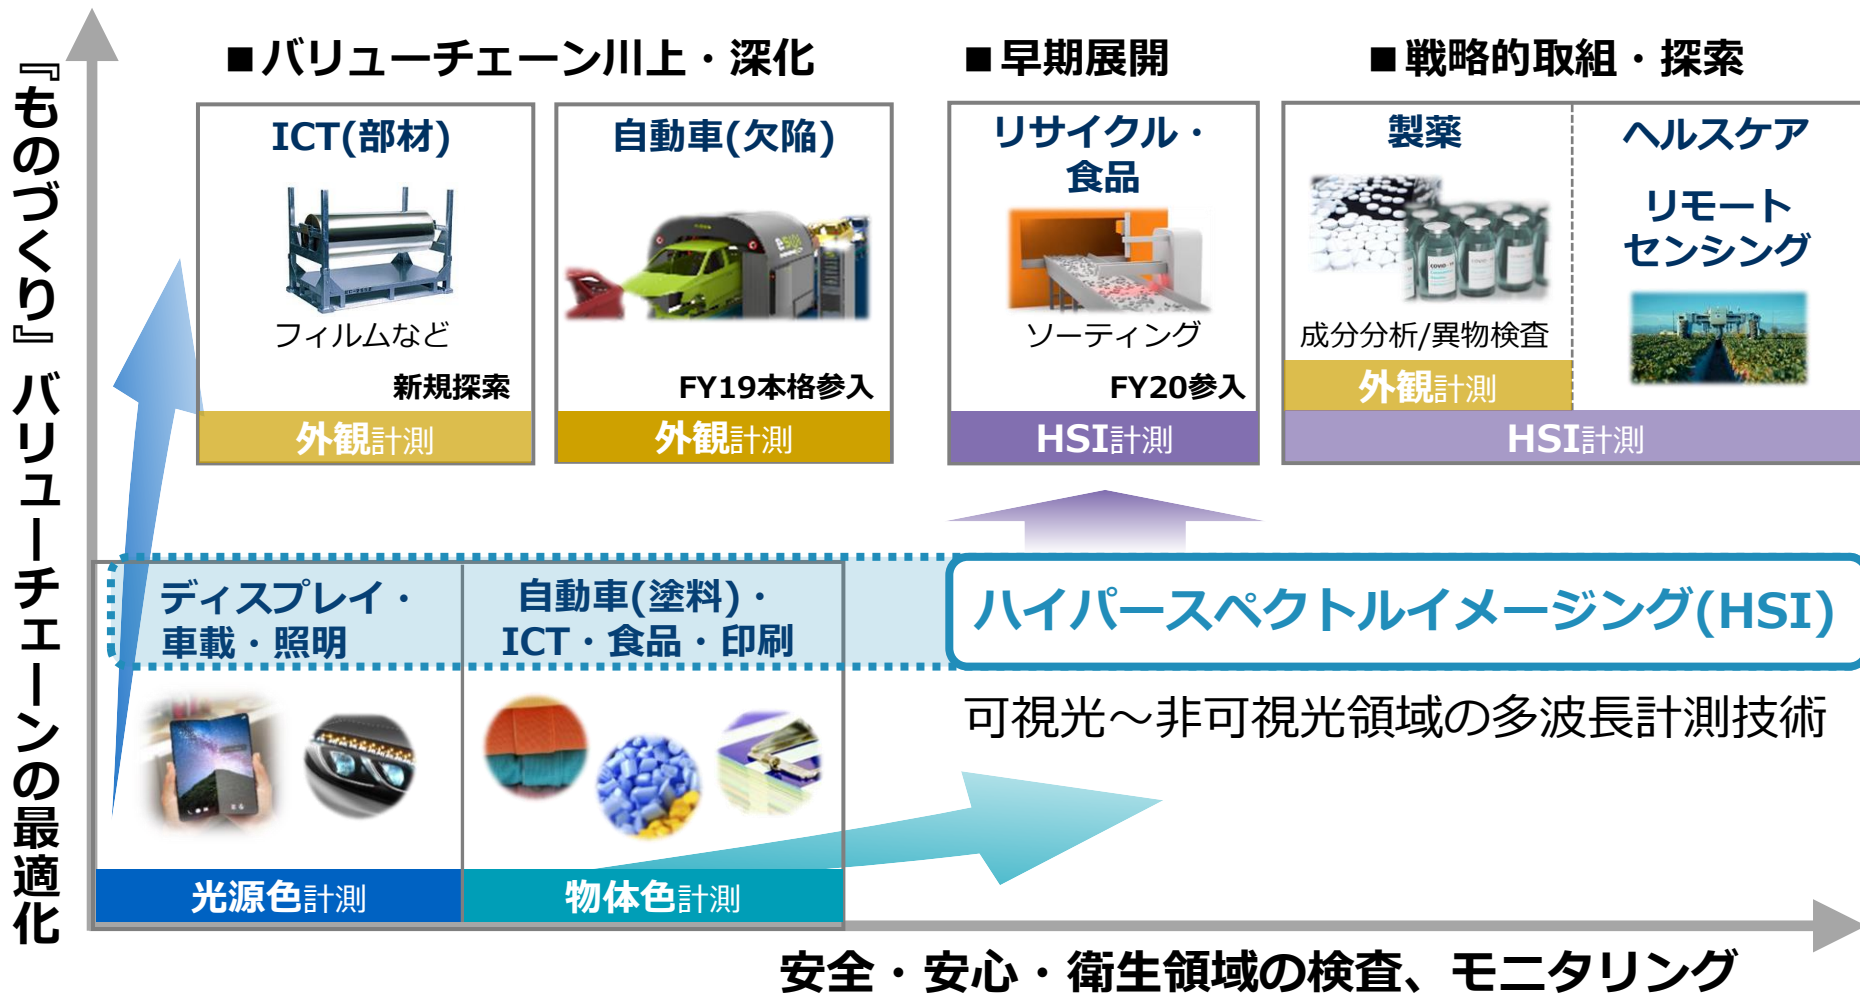 『ものづくり』バリューチェーンの最適化
■バリューチェーン川上・深化
■早期展開
■戦略的取組・探索
ICT(部材)
フィルムなど
新規探索
外観計測
自動車(欠陥)
FY19本格参入
外観計測
リサイクル・
食品
ソーティング
FY20参入
HSI計測
製薬
成分分析/異物検査
外観計測
ヘルスケア
リモート
センシング
HSI計測
ディスプレイ・
車載・照明
光源色計測
自動車(塗料)・
ICT・食品・印刷
物体色計測
ハイパースペクトルイメージング(HSI)
可視光～非可視光領域の多波長計測技術
安全・安心・衛生領域の検査、モニタリング